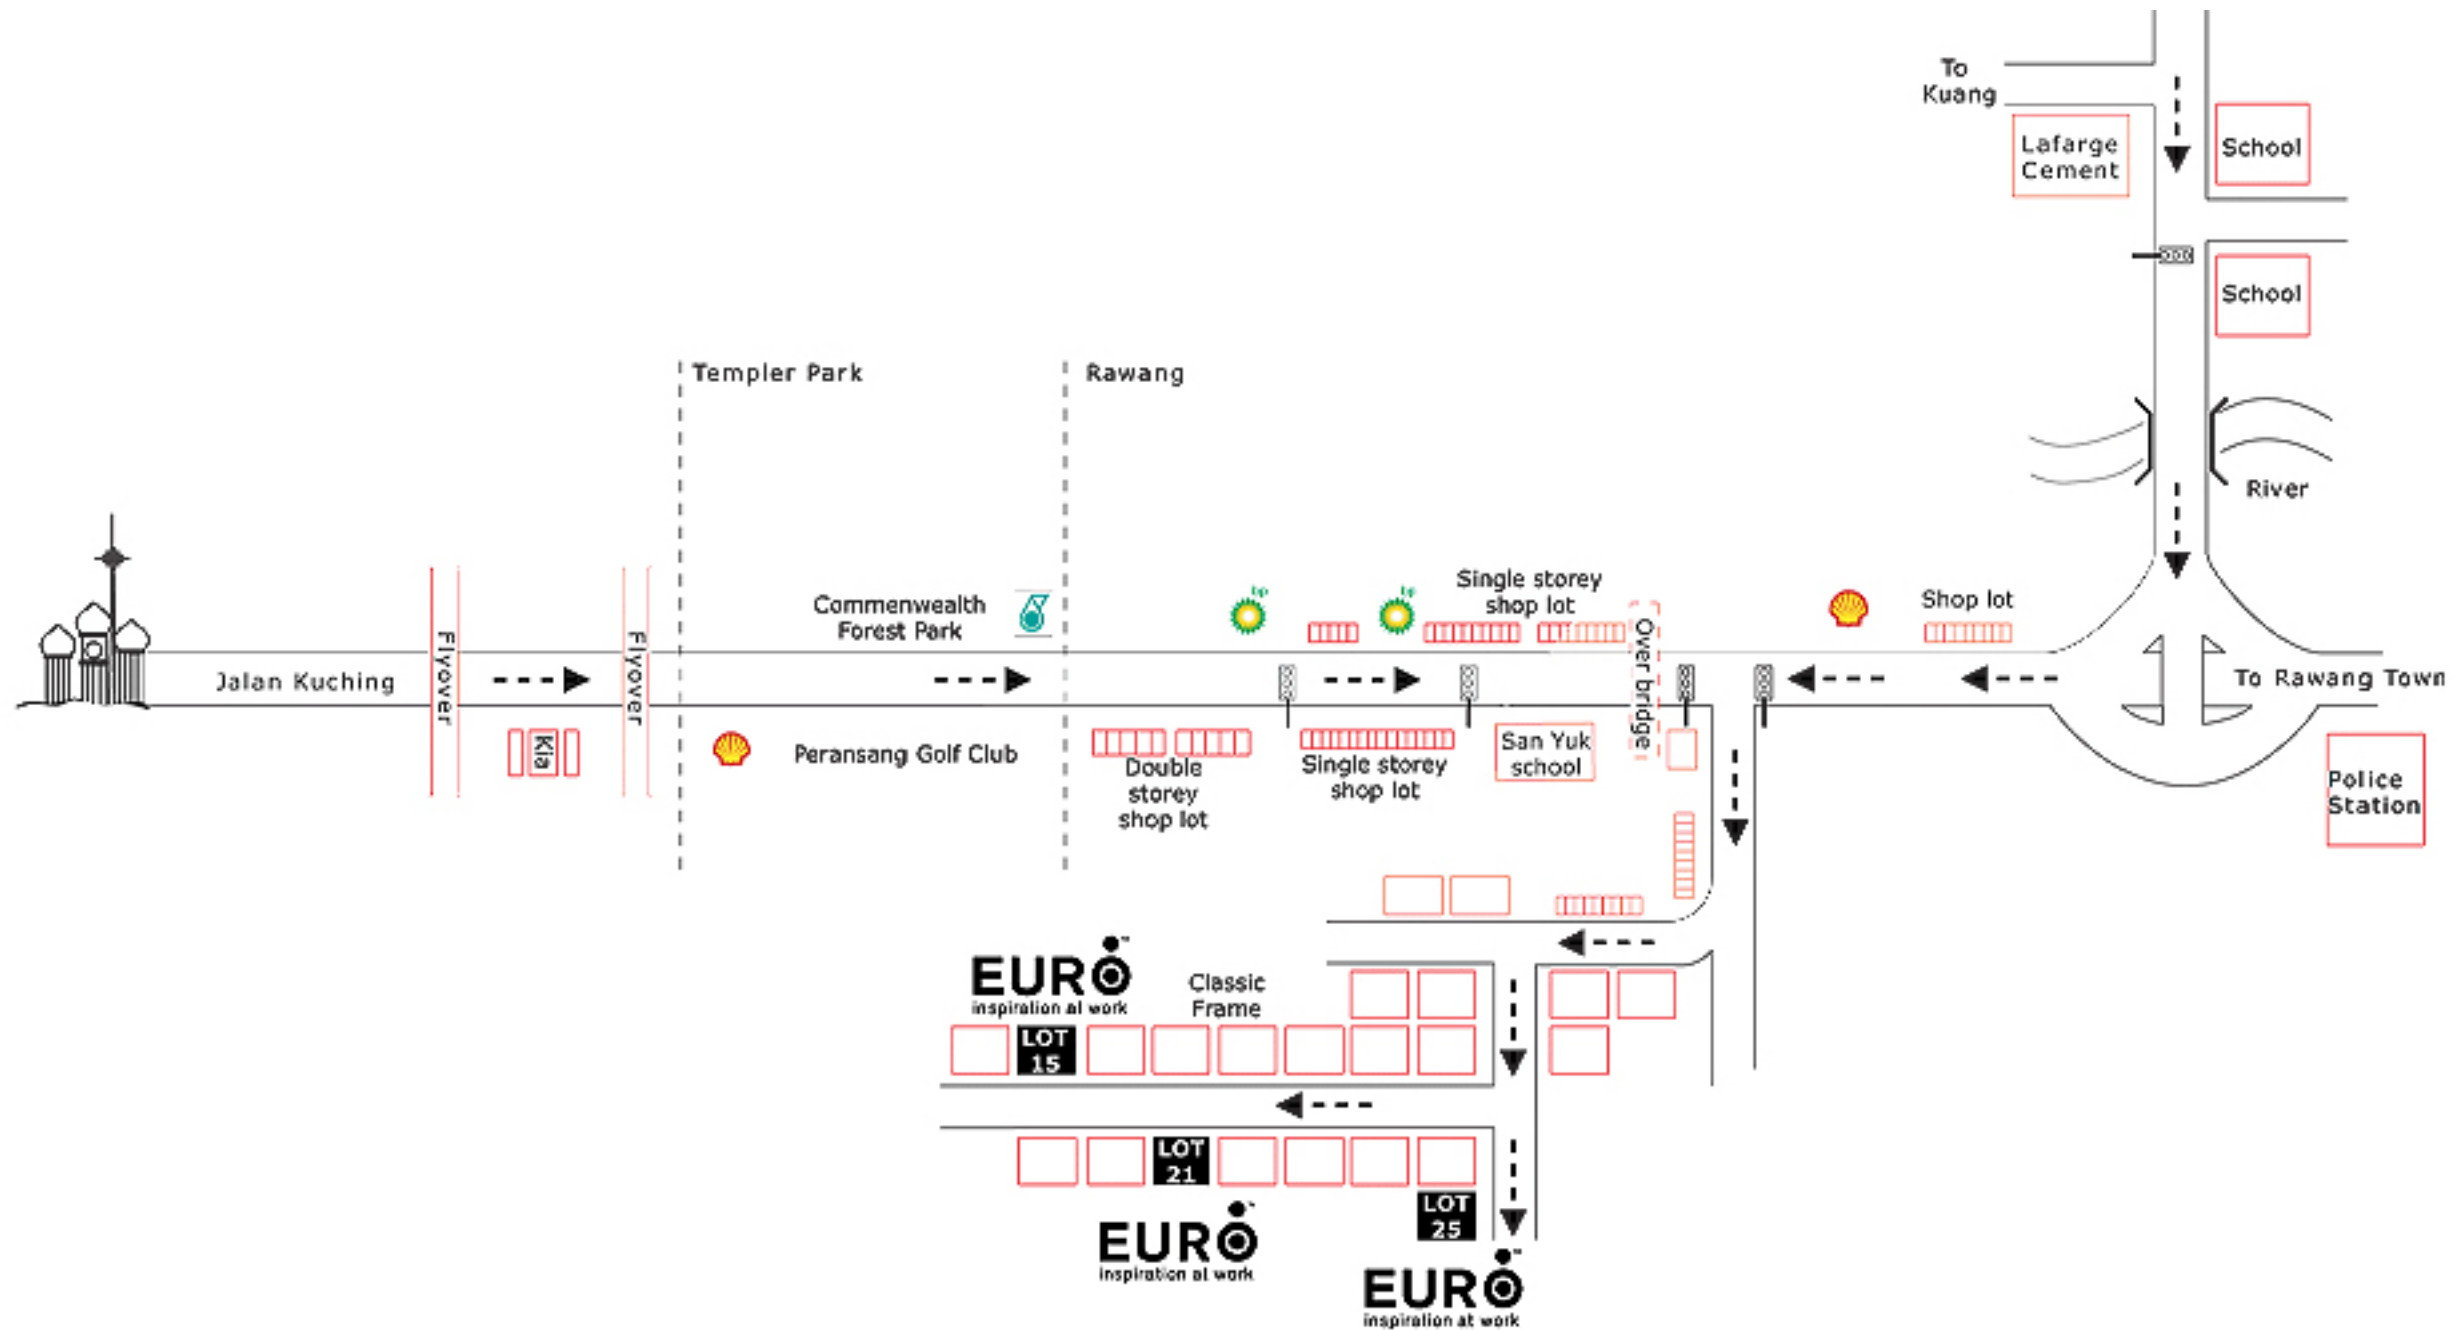 To
Kuang
Lafarge
Cement
School
School
River
Templer Park
Rawang
Commenwealth
Forest Park
bp
bp
Single storey
shop lot
Shop lot
Jalan Kuching
Flyover
Flyover
Over bridge
To Rawang Town
Kia
Peransang Golf Club
Double
storey
shop lot
Single storey
shop lot
San Yuk
school
Police
Station
EURO
inspiration at work
Classic
Frame
LOT
15
LOT
21
LOT
25
EURO
inspiration at work
EURO
inspiration at work